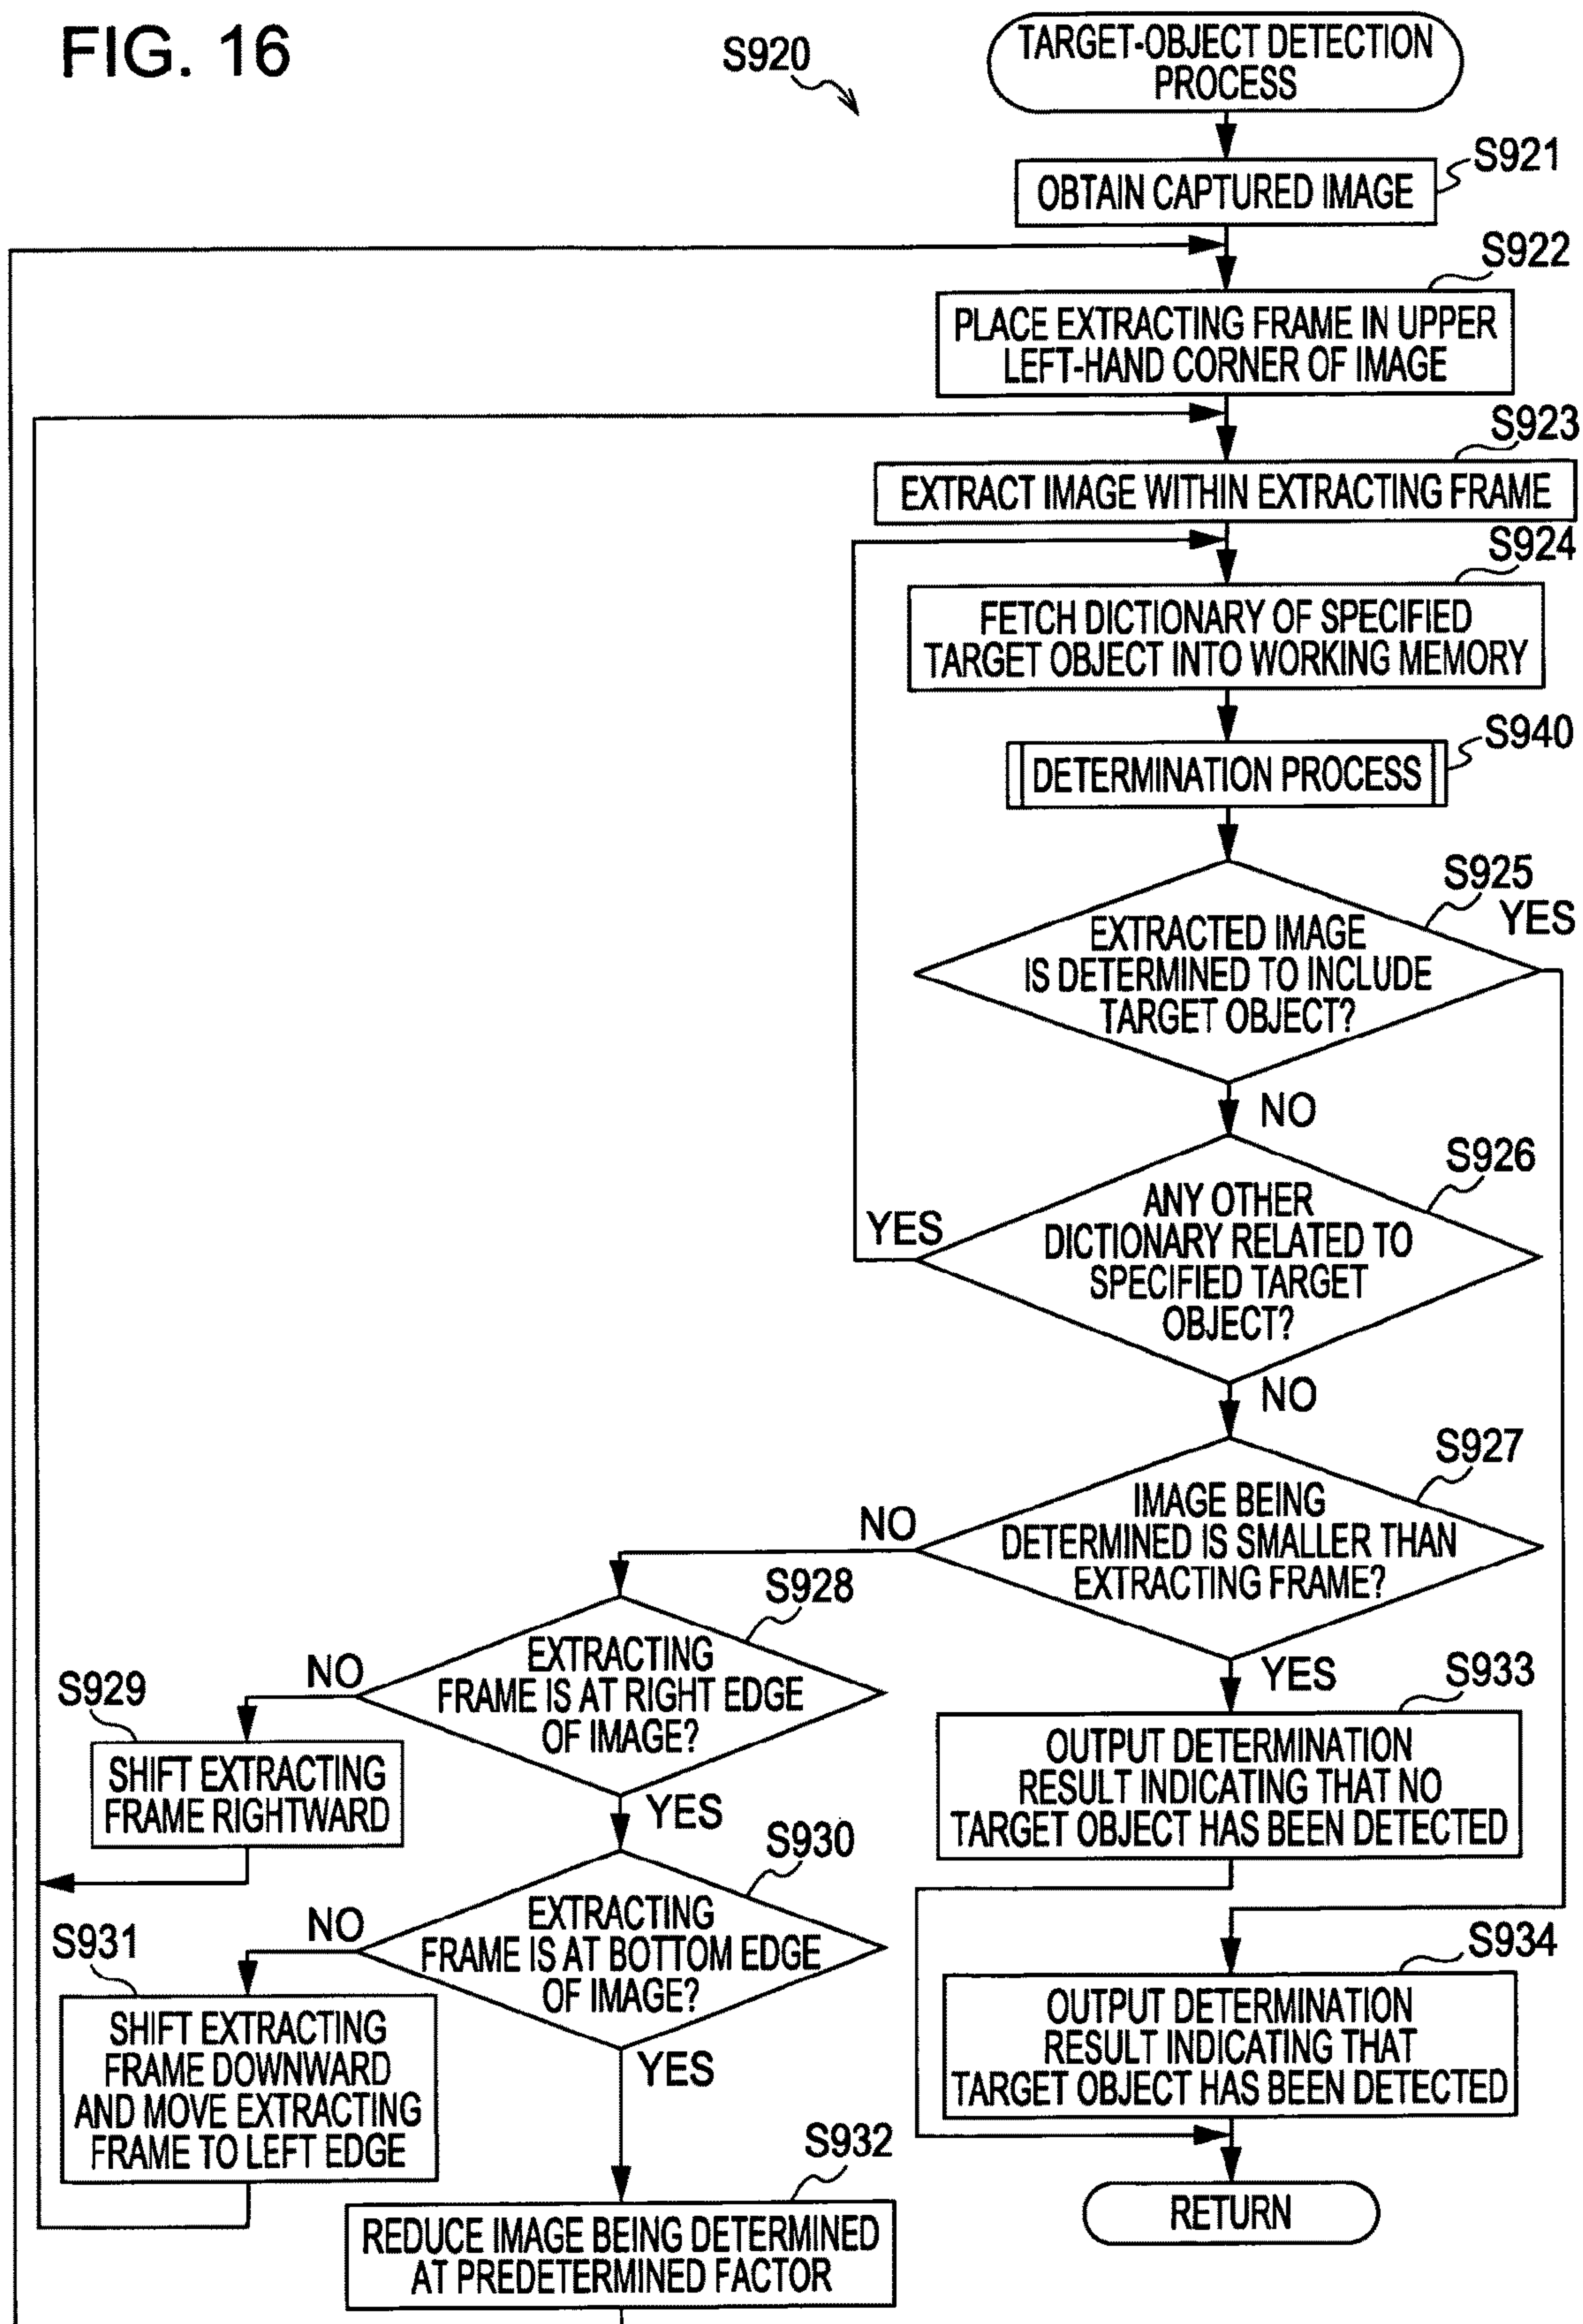 FIG. 16
S920
TARGET-OBJECT DETECTION
PROCESS
S921
OBTAIN CAPTURED IMAGE
S922
PLACE EXTRACTING FRAME IN UPPER
LEFT-HAND CORNER OF IMAGE
S923
EXTRACT IMAGE WITHIN EXTRACTING FRAME
S924
FETCH DICTIONARY OF SPECIFIED
TARGET OBJECT INTO WORKING MEMORY
S940
DETERMINATION PROCESS
S925
YES
EXTRACTED IMAGE
IS DETERMINED TO INCLUDE
TARGET OBJECT?
NO
S926
YES
ANY OTHER
DICTIONARY RELATED TO
SPECIFIED TARGET
OBJECT?
NO
S927
NO
IMAGE BEING
DETERMINED IS SMALLER THAN
EXTRACTING FRAME?
YES
S928
NO
EXTRACTING
FRAME IS AT RIGHT EDGE
OF IMAGE?
YES
S929
SHIFT EXTRACTING
FRAME RIGHTWARD
S933
OUTPUT DETERMINATION
RESULT INDICATING THAT NO
TARGET OBJECT HAS BEEN DETECTED
S930
NO
EXTRACTING
FRAME IS AT BOTTOM EDGE
OF IMAGE?
YES
S931
SHIFT EXTRACTING
FRAME DOWNWARD
AND MOVE EXTRACTING
FRAME TO LEFT EDGE
S934
OUTPUT DETERMINATION
RESULT INDICATING THAT
TARGET OBJECT HAS BEEN DETECTED
S932
REDUCE IMAGE BEING DETERMINED
AT PREDETERMINED FACTOR
RETURN